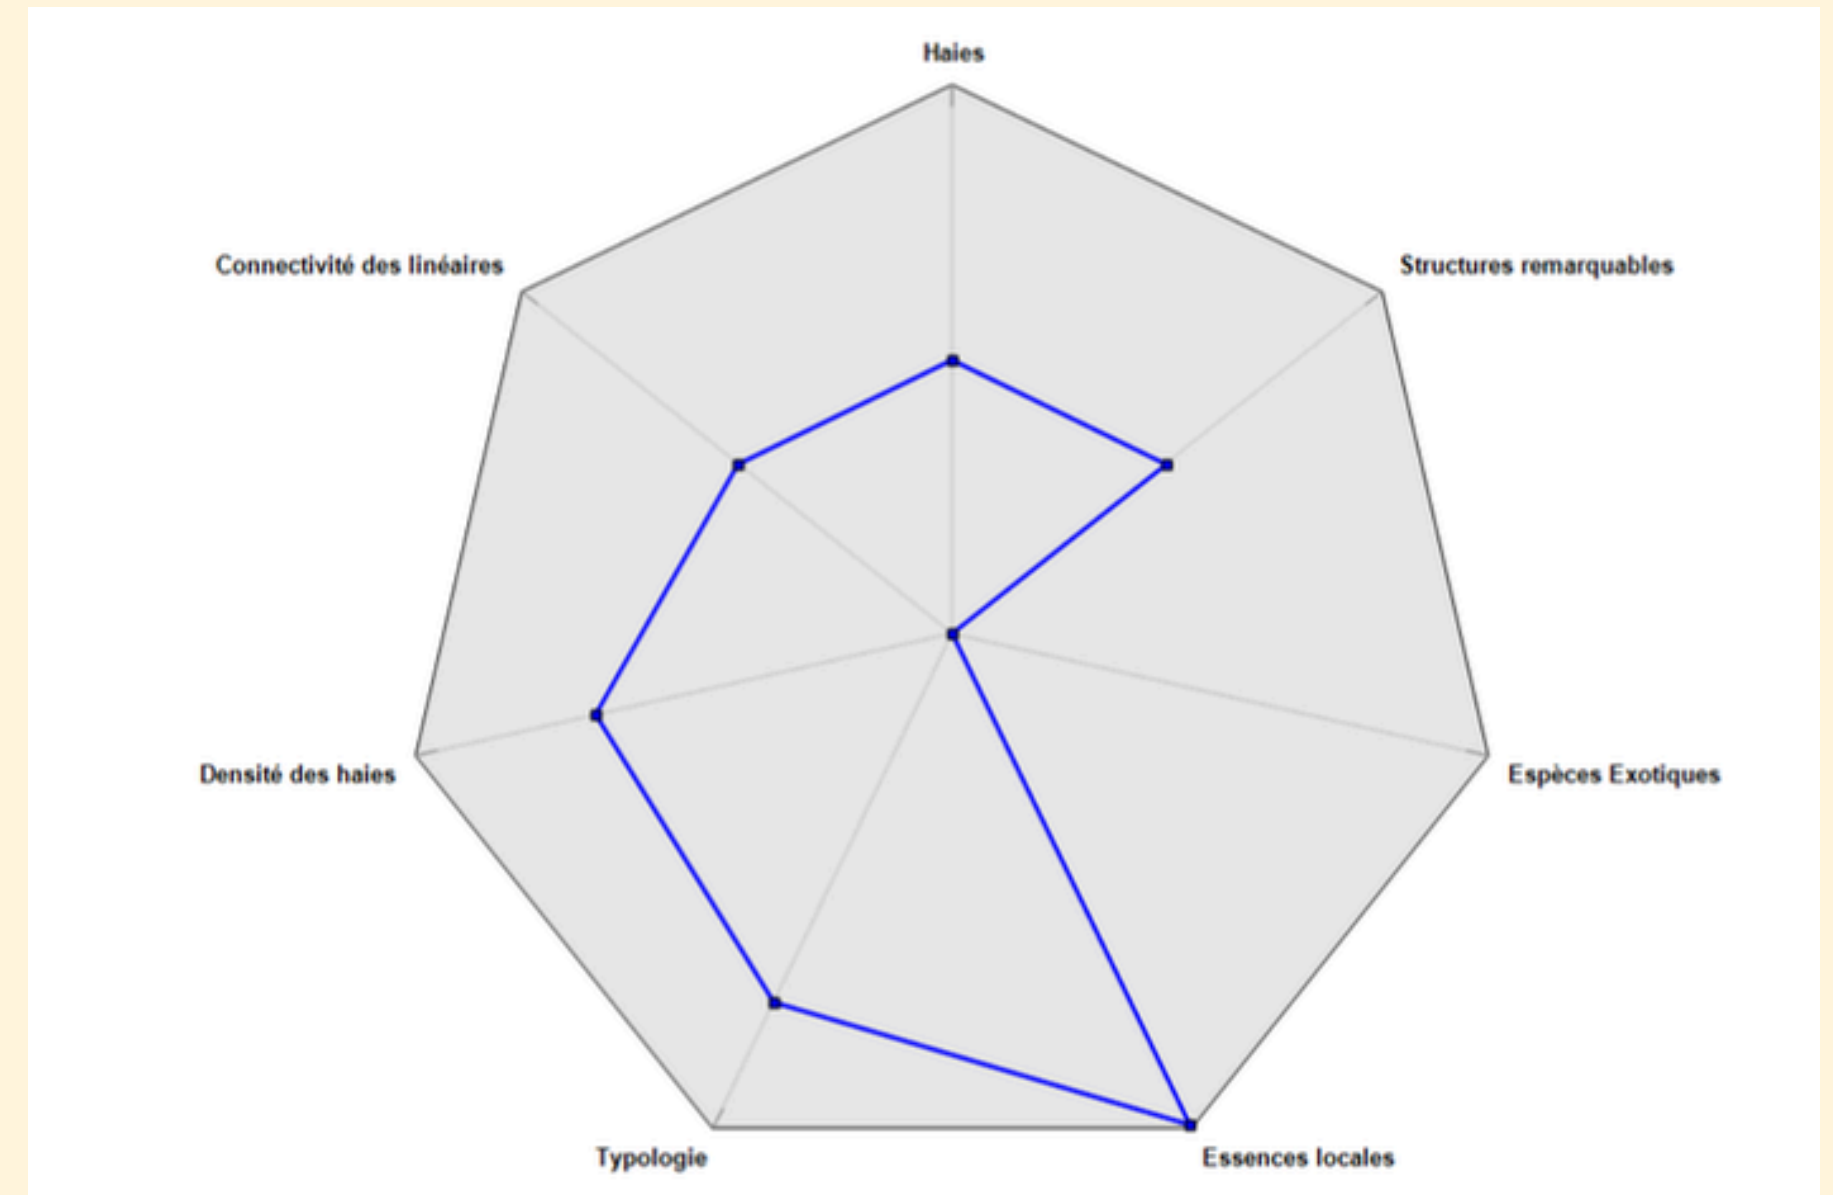 Haies
Connectivité des linéaires
Structures remarquables
Densité des haies
Espèces Exotiques
Typologie
Essences locales